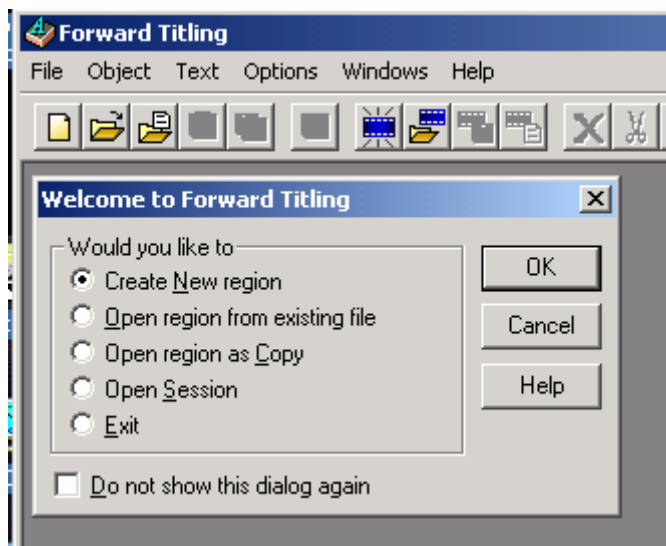 Forward Titling
File Object Text Options Windows Help
Welcome to Forward Titling
Would you like to
Create New region
Open region from existing file
Open region as Copy
Open Session
Exit
Do not show this dialog again
OK
Cancel
Help